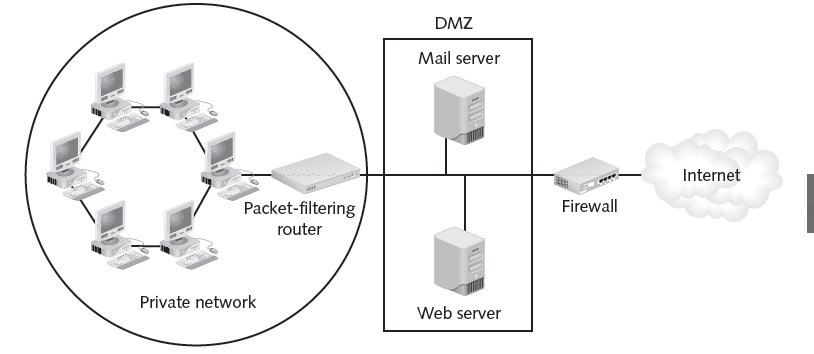 DMZ
Mail server
Internet
Firewall
Packet-filtering
router
Private network
Web server